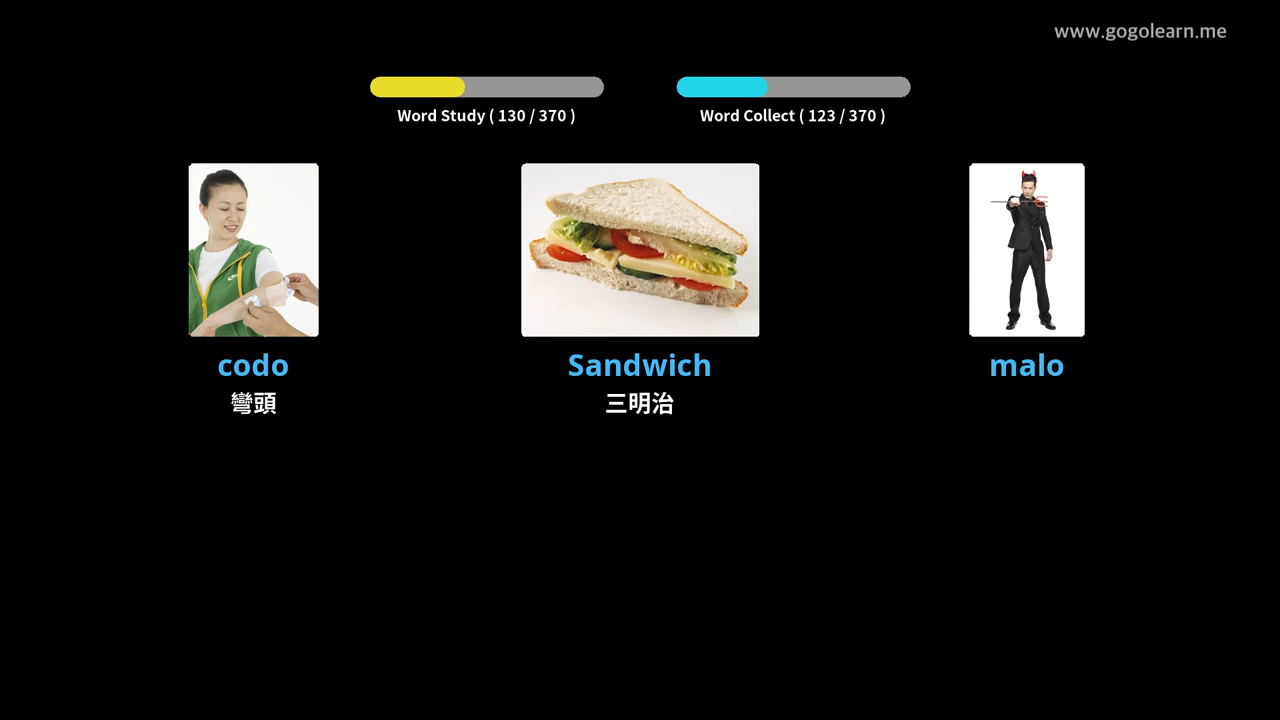 www.gogolearn.me
Word Study ( 130 / 370 )
Word Collect ( 123 / 370 )
codo
Sandwich
malo
彎頭
三明治